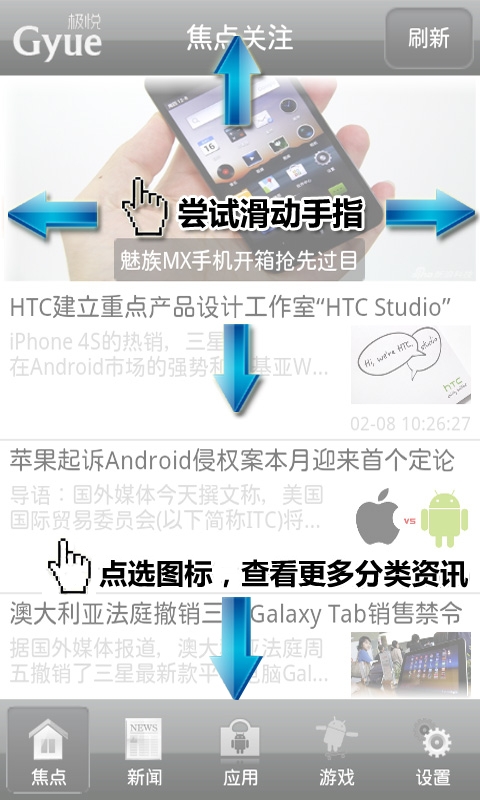 极悦
Gyue
焦点关注
刷新
尝试滑动手指
魅族MX手机开箱抢先过目
HTC建立重点产品设计工作室“HTC Studio”
iPhone 4S的热销，三星
在Android市场的强势和 基亚W...
Hi, we're HTC.
studio
hTC
02-08 10:26:27
苹果起诉Android侵权案本月迎来首个定论
导语：国外媒体今天撰文称，美国
国际贸易委员会(以下简称ITC)将...
VS
点选图标，查看更多分类资讯
澳大利亚法庭撤销三 Galaxy Tab销售禁令
据国外媒体报道，澳大 亚法庭周
五撤销了三星最新款平 电脑Gal...
NEWS
焦点
新闻
应用
游戏
设置